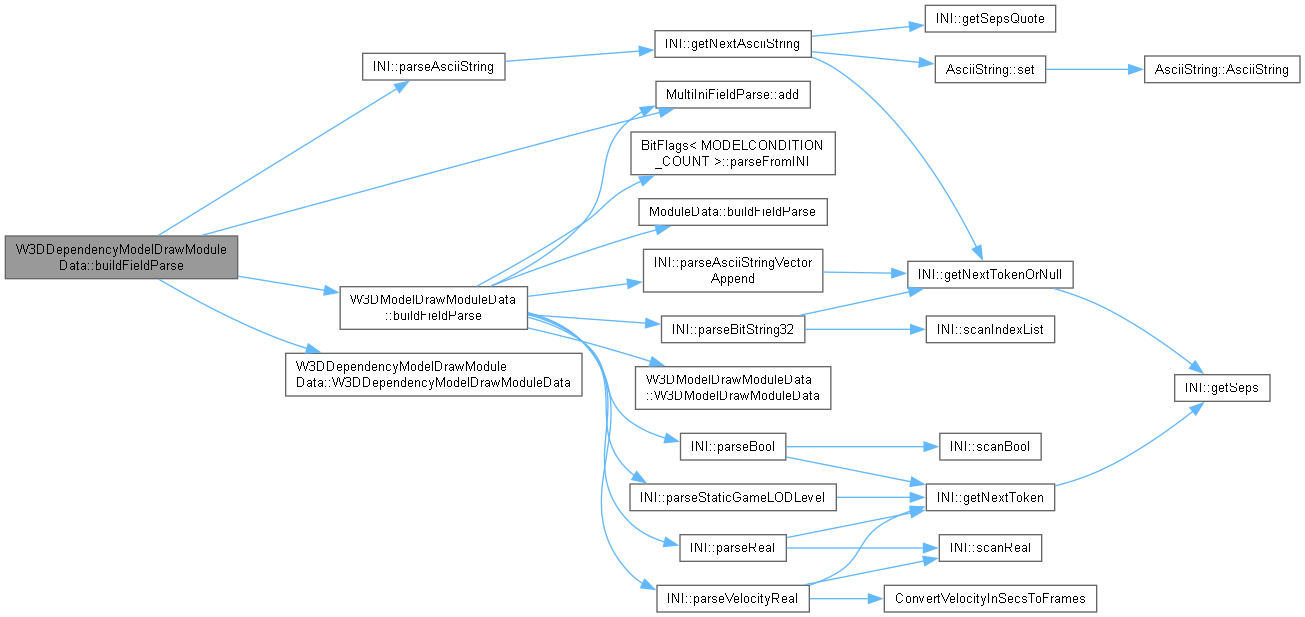 W3DDependencyModelDrawModule
Data::buildFieldParse
INI::parseAsciiString
W3DModelDrawModuleData
::buildFieldParse
W3DDependencyModelDrawModule
Data::W3DDependencyModelDrawModuleData
INI::getNextAsciiString
MultiIniFieldParse::add
BitFlags< MODELCONDITION
_COUNT >::parseFromINI
ModuleData::buildFieldParse
INI::parseAsciiStringVector
Append
INI::parseBitString32
W3DModelDrawModuleData
::W3DModelDrawModuleData
INI::parseBool
INI::parseStaticGameLODLevel
INI::parseReal
INI::parseVelocityReal
INI::getSepsQuote
AsciiString::set
INI::getNextTokenOrNull
INI::scanIndexList
INI::scanBool
INI::getNextToken
INI::scanReal
ConvertVelocityInSecsToFrames
AsciiString::AsciiString
INI::getSeps